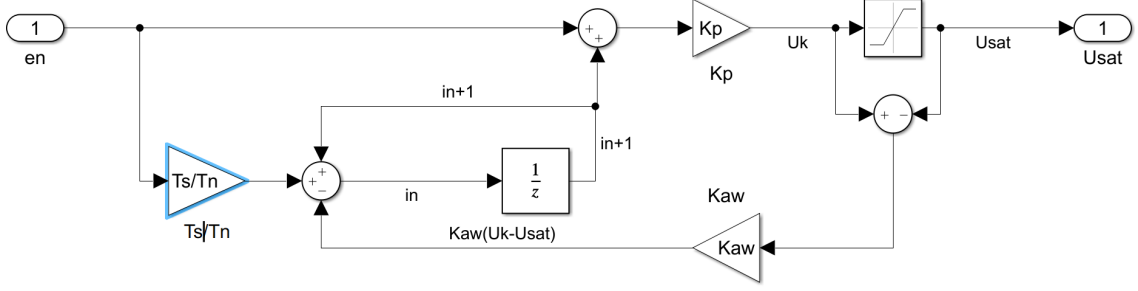 1
en
+
+
Kp
Kp
Uk
Usat
1
Usat
in+1
in+1
+ −
Ts/Tn
Ts/Tn
+
+
−
in
1
z
Kaw(Uk-Usat)
Kaw
Kaw